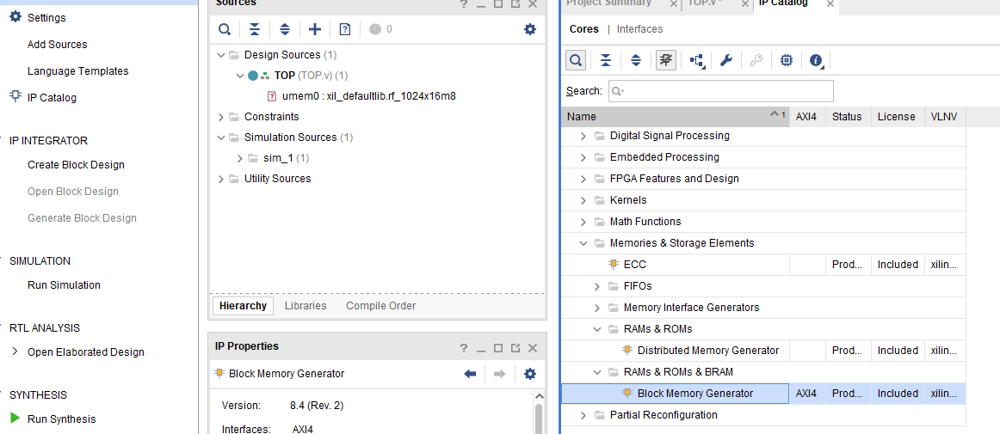 Settings
Add Sources
Language Templates
IP Catalog
IP INTEGRATOR
Create Block Design
Open Block Design
Generate Block Design
SIMULATION
Run Simulation
RTL ANALYSIS
Open Elaborated Design
SYNTHESIS
Run Synthesis
Sources
0
Design Sources (1)
TOP (TOP.v) (1)
umem0 : xil_defaultlib.rf_1024x16m8
Constraints
Simulation Sources (1)
sim_1 (1)
Utility Sources
Hierarchy Libraries Compile Order
IP Properties
Block Memory Generator
Version: 8.4 (Rev. 2)
Interfaces: AXI4
Project Summary TOP.v * IP Catalog
Cores | Interfaces
Search:
Name 1 AXI4 Status License VLNV
Digital Signal Processing
Embedded Processing
FPGA Features and Design
Kernels
Math Functions
Memories & Storage Elements
ECC Prod... Included xilin...
FIFOs
Memory Interface Generators
RAMs & ROMs
Distributed Memory Generator Prod... Included xilin...
RAMs & ROMs & BRAM
Block Memory Generator AXI4 Prod... Included xilin...
Partial Reconfiguration